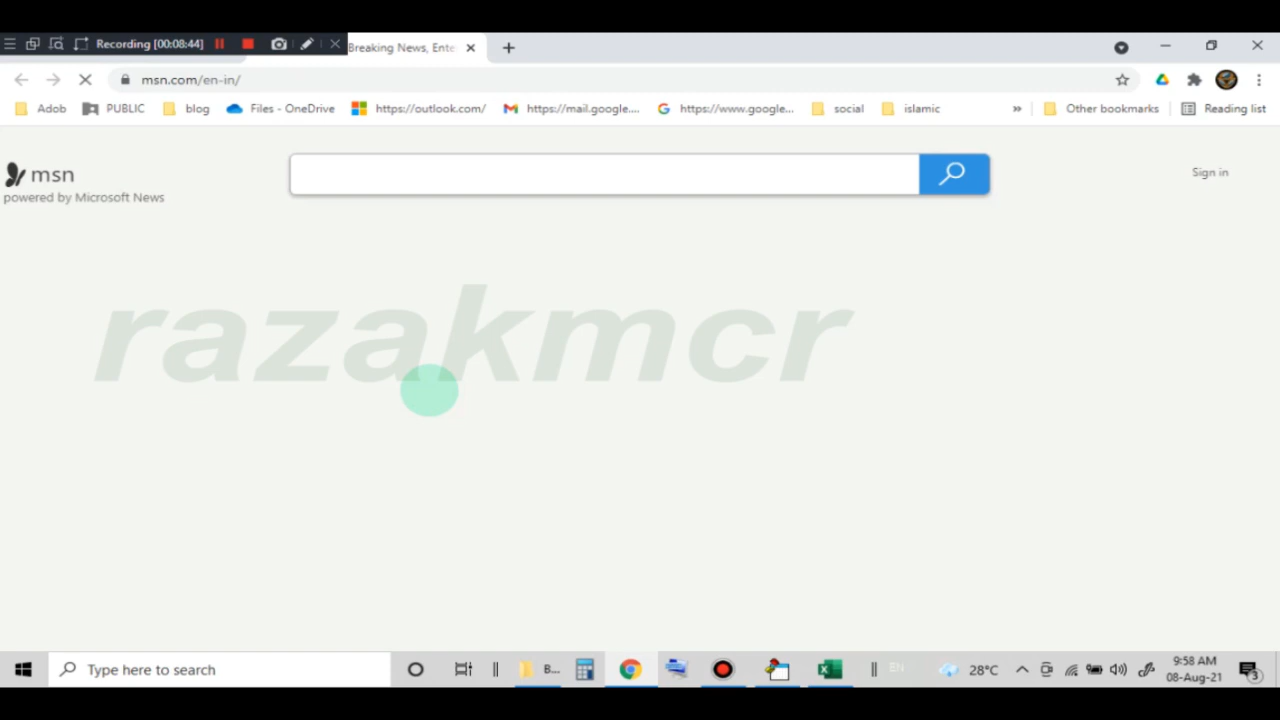 Recording [00:08:44]
Breaking News, Ente
msn.com/en-in/
Adob PUBLIC blog Files - OneDrive https://outlook.com/ https://mail.google.... https://www.google... social islamic » Other bookmarks Reading list
msn
powered by Microsoft News
Sign in
razakmcr
Type here to search
B...
EN
28°C
9:58 AM
08-Aug-21
3